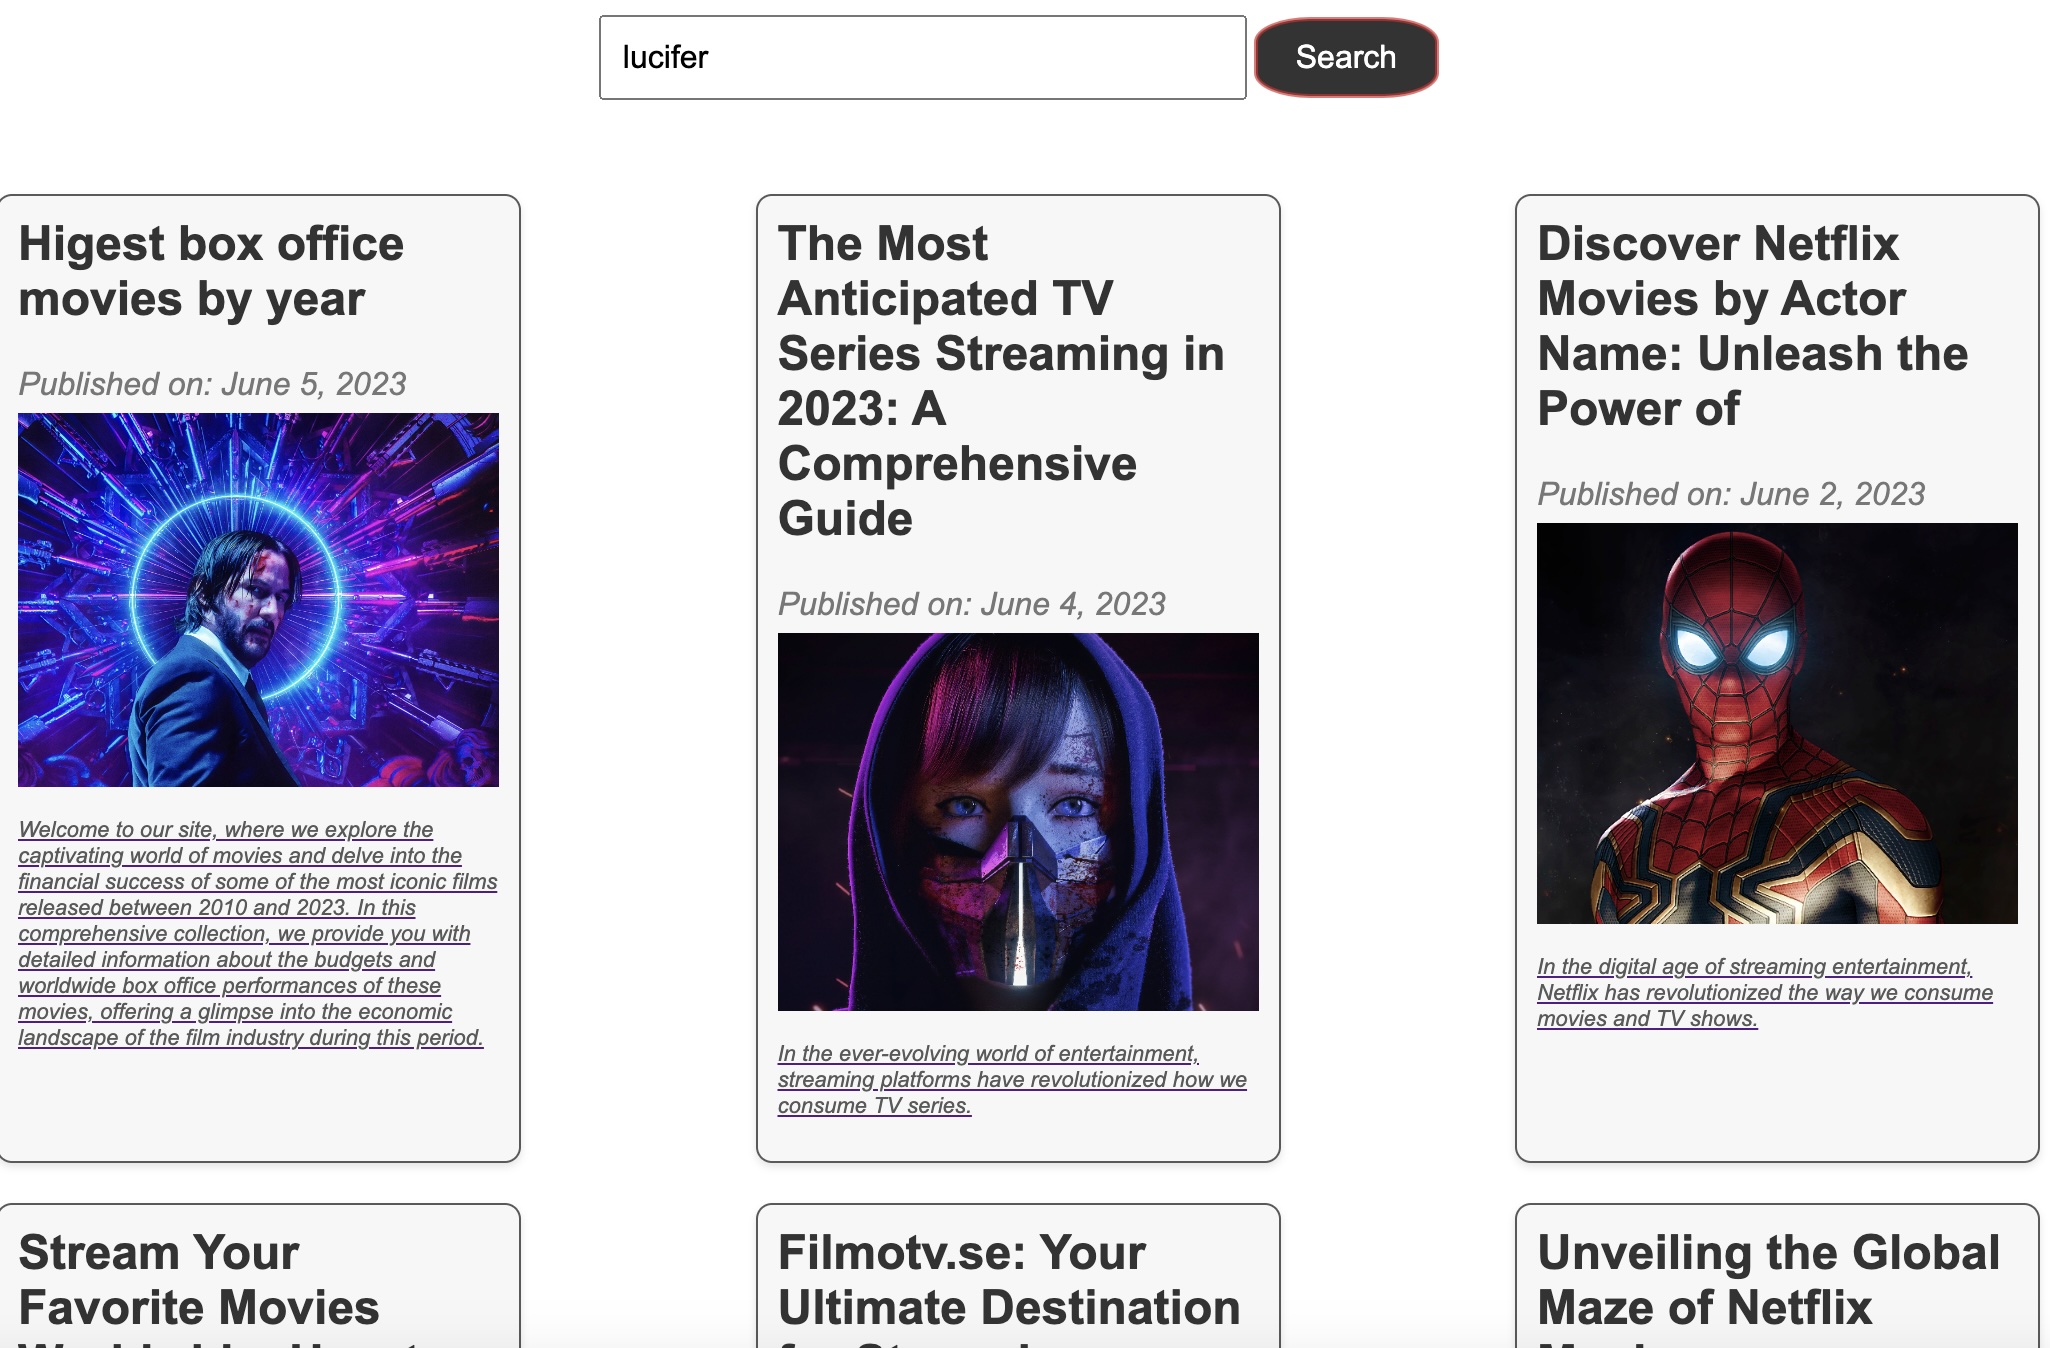 lucifer
Search
Higest box office
movies by year
Published on: June 5, 2023
Welcome to our site, where we explore the
captivating world of movies and delve into the
financial success of some of the most iconic films
released between 2010 and 2023. In this
comprehensive collection, we provide you with
detailed information about the budgets and
worldwide box office performances of these
movies, offering a glimpse into the economic
landscape of the film industry during this period.
The Most
Anticipated TV
Series Streaming in
2023: A
Comprehensive
Guide
Published on: June 4, 2023
In the ever-evolving world of entertainment,
streaming platforms have revolutionized how we
consume TV series.
Discover Netflix
Movies by Actor
Name: Unleash the
Power of
Published on: June 2, 2023
In the digital age of streaming entertainment,
Netflix has revolutionized the way we consume
movies and TV shows.
Stream Your
Favorite Movies
Filmotv.se: Your
Ultimate Destination
Unveiling the Global
Maze of Netflix